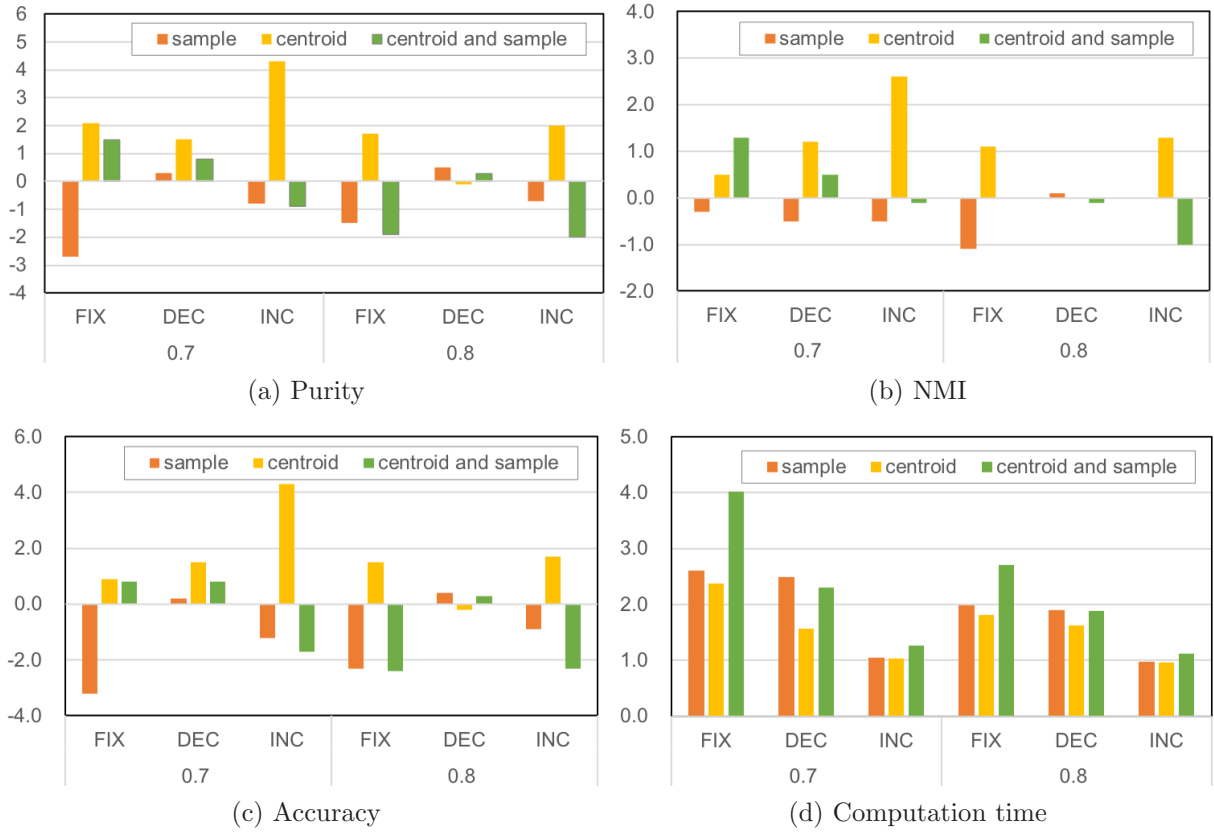 6
5
4
3
2
1
0
-1
-2
-3
-4
sample centroid centroid and sample
FIX DEC INC FIX DEC INC
0.7 0.8
(a) Purity
4.0
3.0
2.0
1.0
0.0
-1.0
-2.0
sample centroid centroid and sample
FIX DEC INC FIX DEC INC
0.7 0.8
(b) NMI
6.0
4.0
2.0
0.0
-2.0
-4.0
sample centroid centroid and sample
FIX DEC INC FIX DEC INC
0.7 0.8
(c) Accuracy
5.0
4.0
3.0
2.0
1.0
0.0
sample centroid centroid and sample
FIX DEC INC FIX DEC INC
0.7 0.8
(d) Computation time